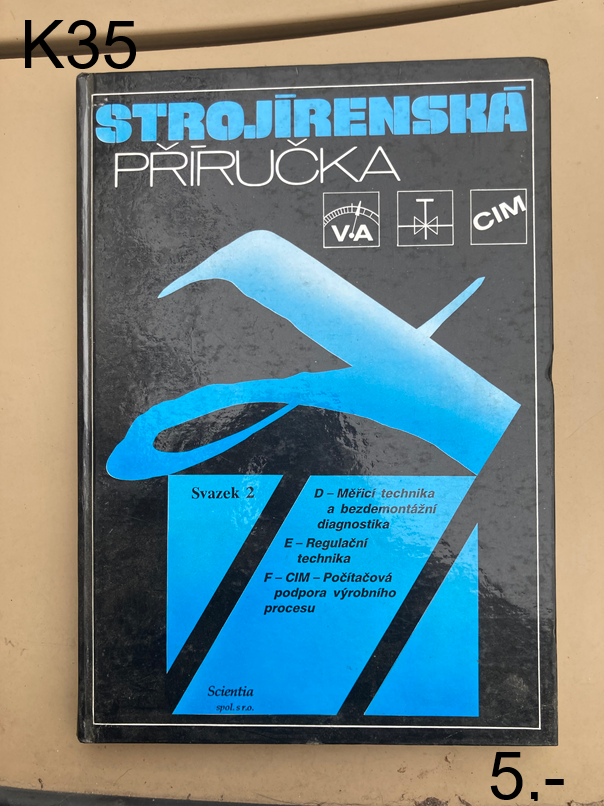 K35
STROJÍRENSKÁ
PŘÍRUČKA
V•A
CIM
Svazek 2
D – Měřicí technika
a bezdemontážní
diagnostika
E – Regulační
technika
F – CIM – Počítačová
podpora výrobního
procesu
Scientia
spol. s r.o.
5,-